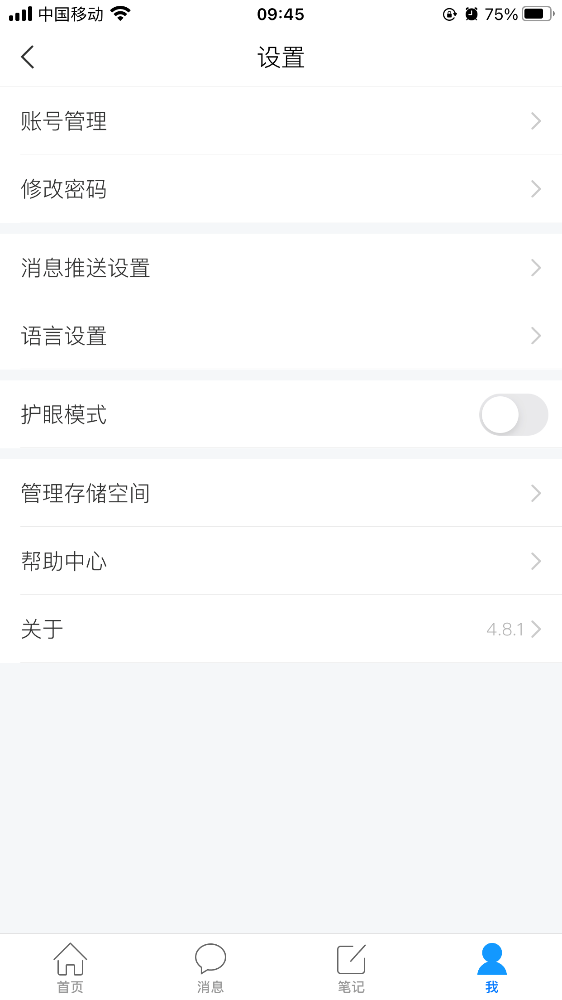 中国移动 09:45 75%
设置
账号管理
修改密码
消息推送设置
语言设置
护眼模式
管理存储空间
帮助中心
关于 4.8.1
首页 消息 笔记 我